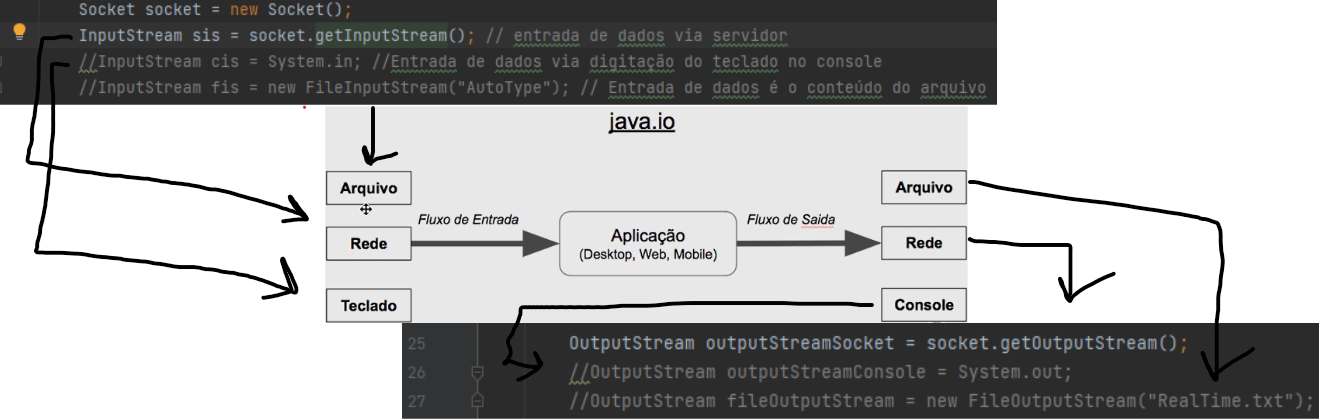 Socket socket = new Socket();
InputStream sis = socket.getInputStream(); // entrada de dados via servidor
//InputStream cis = System.in; //Entrada de dados via digitação do teclado no console
//InputStream fis = new FileInputStream("AutoType"); // Entrada de dados é o conteúdo do arquivo
java.io
Arquivo
Arquivo
Fluxo de Entrada
Fluxo de Saida
Rede
Aplicação
(Desktop, Web, Mobile)
Rede
Teclado
Console
25 OutputStream outputStreamSocket = socket.getOutputStream();
26 //OutputStream outputStreamConsole = System.out;
27 //OutputStream fileOutputStream = new FileOutputStream("RealTime.txt");